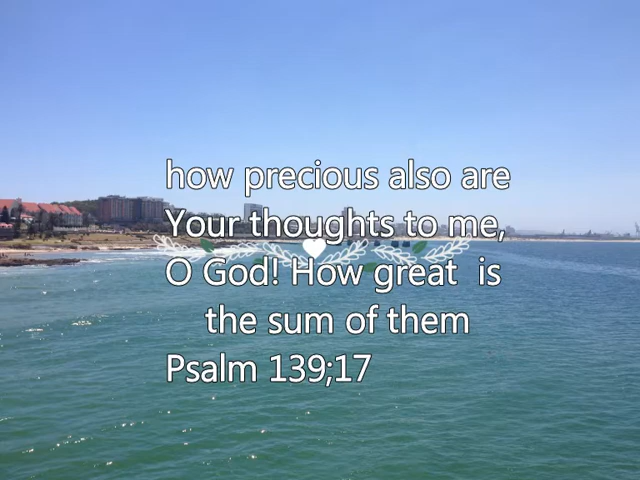 how precious also are
Your thoughts to me,
O God! How great  is
the sum of them
Psalm 139;17